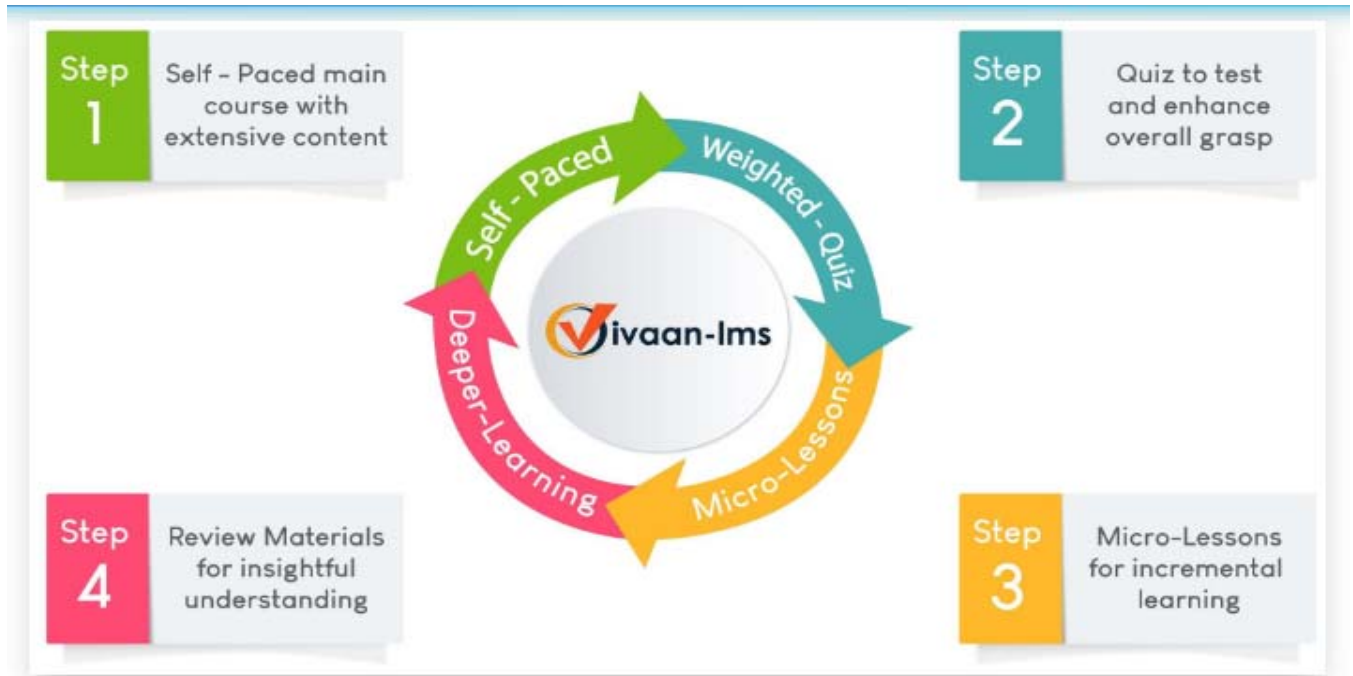 Step
1
Self - Paced main
course with
extensive content
Step
2
Quiz to test
and enhance
overall grasp
Self - Paced
Weighted - Quiz
Micro-Lessons
Deeper-Learning
Vivaan-lms
Step
4
Review Materials
for insightful
understanding
Step
3
Micro-Lessons
for incremental
learning